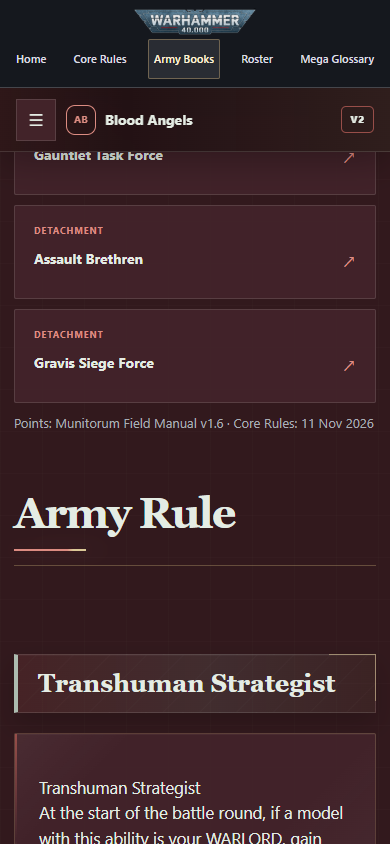 WARHAMMER
40,000
Home
Core Rules
Army Books
Roster
Mega Glossary
☰
AB
Blood Angels
V2
Gauntlet Task Force
↗
DETACHMENT
Assault Brethren
↗
DETACHMENT
Gravis Siege Force
↗
Points: Munitorum Field Manual v1.6 · Core Rules: 11 Nov 2026
Army Rule
Transhuman Strategist
Transhuman Strategist
At the start of the battle round, if a model
with this ability is your WARLORD, gain